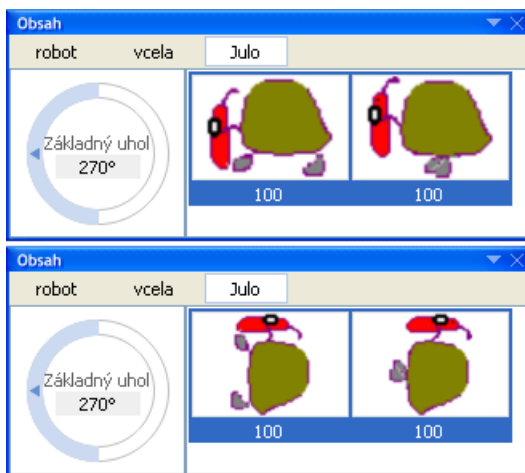 Obsah
robot vcela Julo
Základný uhol
270°
100 100
Obsah
robot vcela Julo
Základný uhol
270°
100 100